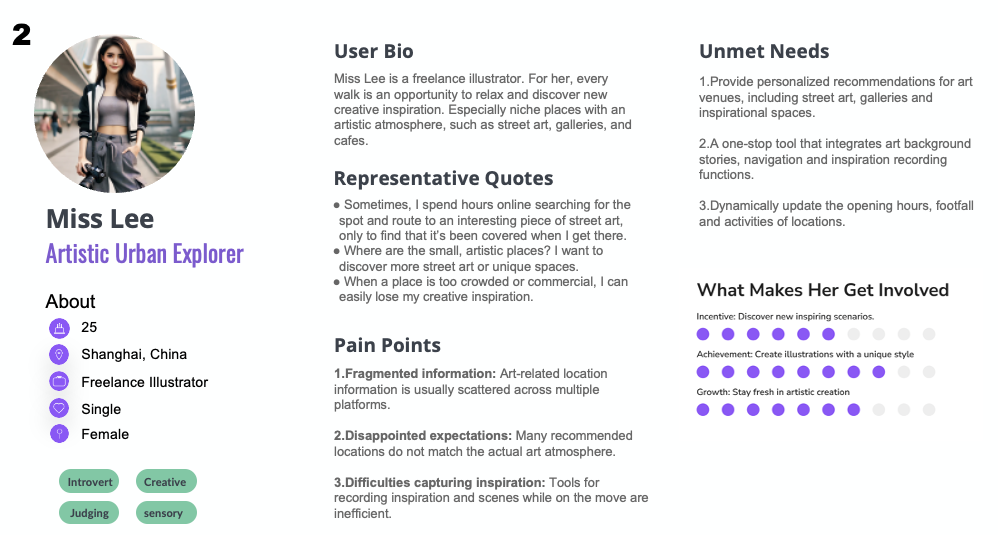 2
Miss Lee
Artistic Urban Explorer
About
25
Shanghai, China
Freelance Illustrator
Single
Female
Introvert
Creative
Judging
sensory
User Bio
Miss Lee is a freelance illustrator. For her, every
walk is an opportunity to relax and discover new
creative inspiration. Especially niche places with an
artistic atmosphere, such as street art, galleries, and
cafes.
Representative Quotes
● Sometimes, I spend hours online searching for the
spot and route to an interesting piece of street art,
only to find that it's been covered when I get there.
● Where are the small, artistic places? I want to
discover more street art or unique spaces.
● When a place is too crowded or commercial, I can
easily lose my creative inspiration.
Pain Points
1.Fragmented information: Art-related location
information is usually scattered across multiple
platforms.
2.Disappointed expectations: Many recommended
locations do not match the actual art atmosphere.
3.Difficulties capturing inspiration: Tools for
recording inspiration and scenes while on the move are
inefficient.
Unmet Needs
1.Provide personalized recommendations for art
venues, including street art, galleries and
inspirational spaces.
2.A one-stop tool that integrates art background
stories, navigation and inspiration recording
functions.
3.Dynamically update the opening hours, footfall
and activities of locations.
What Makes Her Get Involved
Incentive: Discover new inspiring scenarios.
Achievement: Create illustrations with a unique style
Growth: Stay fresh in artistic creation